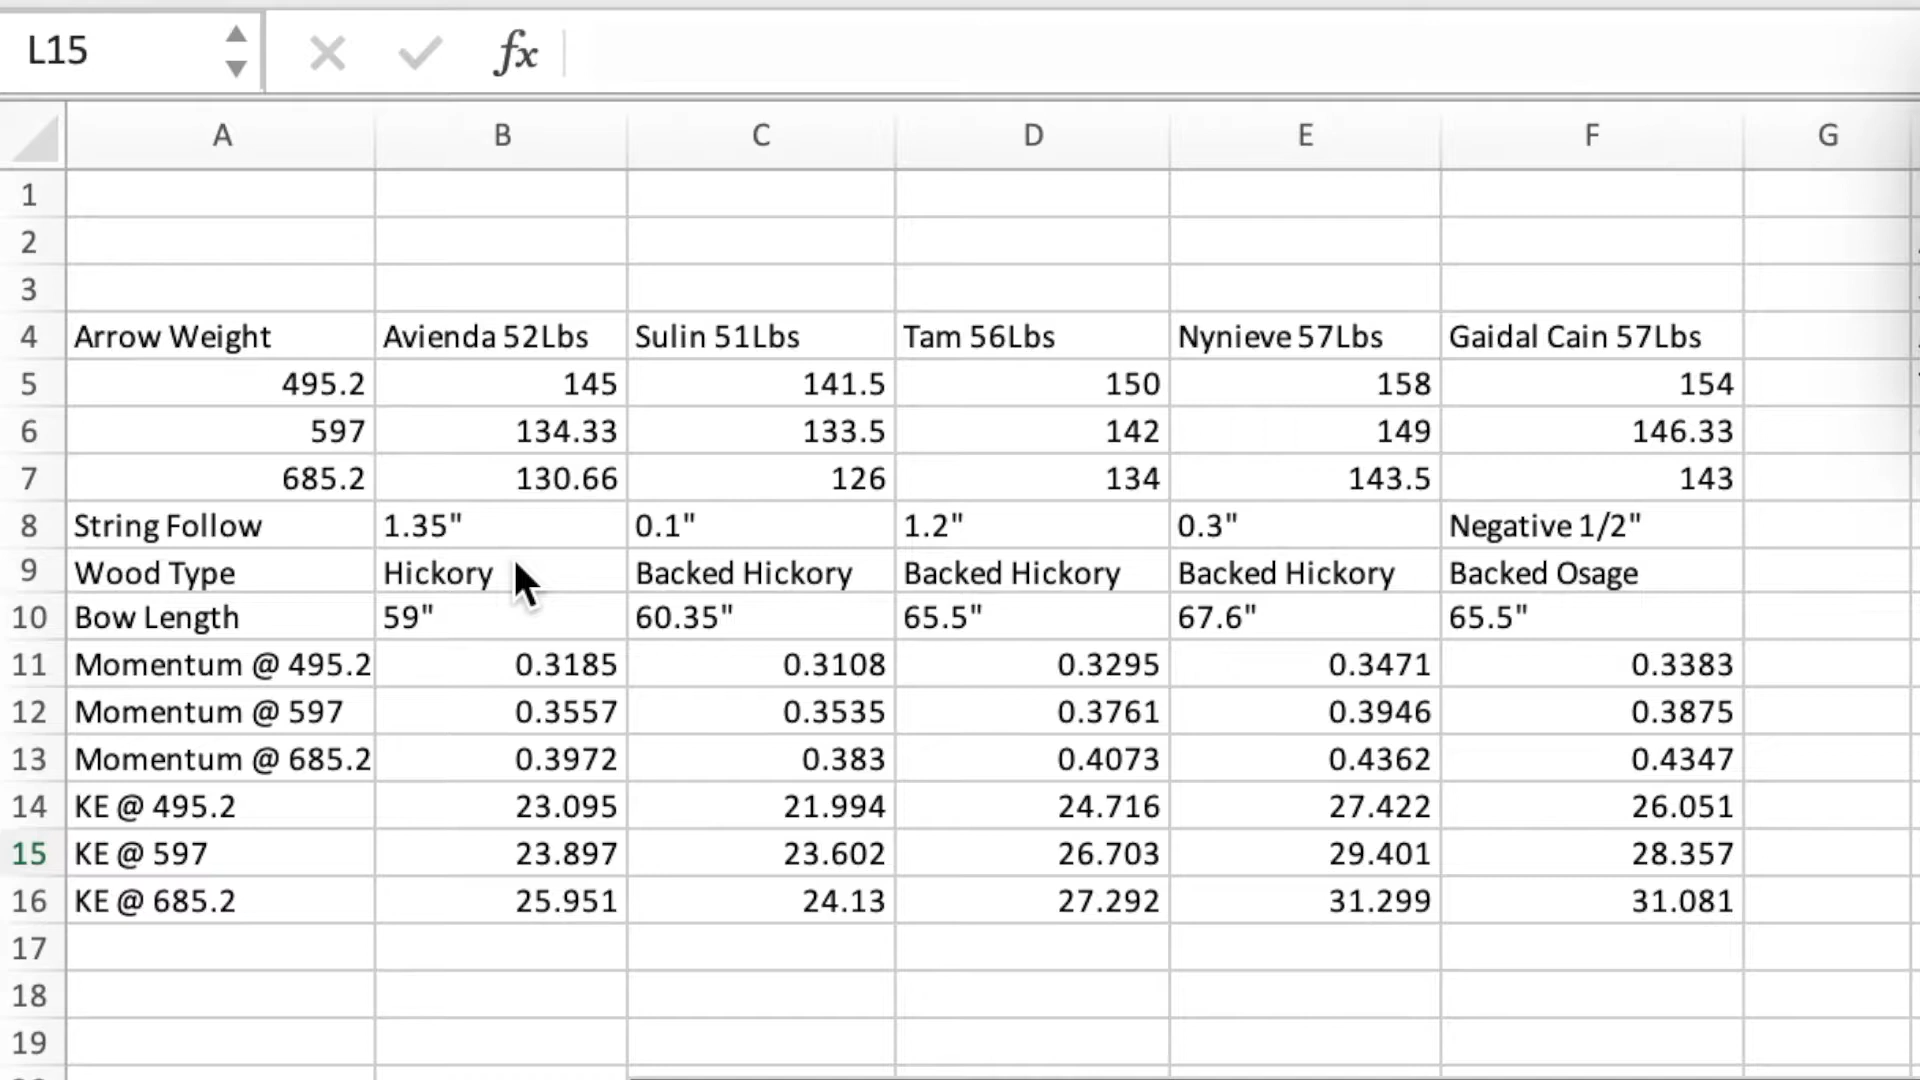 L15 fx
A B C D E F G
1
2
3
4 Arrow Weight Avienda 52Lbs Sulin 51Lbs Tam 56Lbs Nynieve 57Lbs Gaidal Cain 57Lbs
5 495.2 145 141.5 150 158 154
6 597 134.33 133.5 142 149 146.33
7 685.2 130.66 126 134 143.5 143
8 String Follow 1.35" 0.1" 1.2" 0.3" Negative 1/2"
9 Wood Type Hickory Backed Hickory Backed Hickory Backed Hickory Backed Osage
10 Bow Length 59" 60.35" 65.5" 67.6" 65.5"
11 Momentum @ 495.2 0.3185 0.3108 0.3295 0.3471 0.3383
12 Momentum @ 597 0.3557 0.3535 0.3761 0.3946 0.3875
13 Momentum @ 685.2 0.3972 0.383 0.4073 0.4362 0.4347
14 KE @ 495.2 23.095 21.994 24.716 27.422 26.051
15 KE @ 597 23.897 23.602 26.703 29.401 28.357
16 KE @ 685.2 25.951 24.13 27.292 31.299 31.081
17
18
19